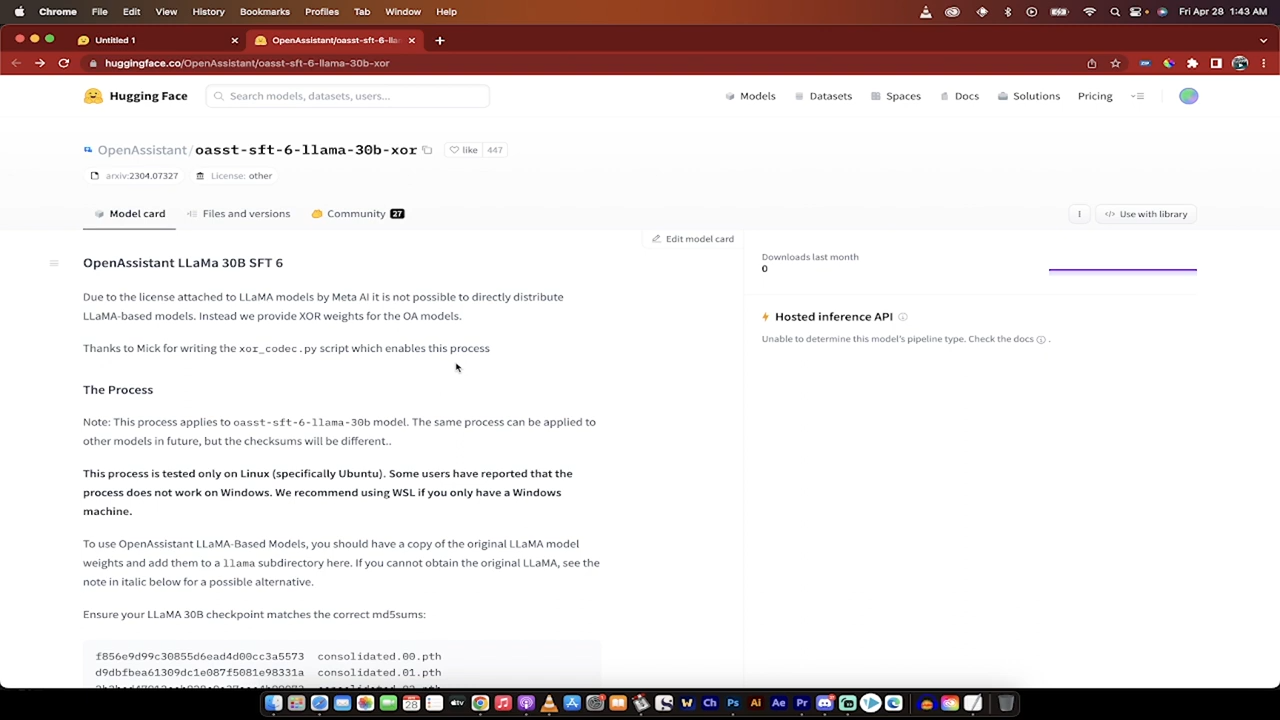 Chrome File Edit View History Bookmarks Profiles Tab Window Help Fri Apr 28 1:43 AM
Untitled 1 OpenAssistant/oasst-sft-6-lla
huggingface.co/OpenAssistant/oasst-sft-6-llama-30b-xor
Hugging Face Search models, datasets, users... Models Datasets Spaces Docs Solutions Pricing
OpenAssistant/oasst-sft-6-llama-30b-xor like 447
arxiv:2304.07327 License: other
Model card Files and versions Community 27 Use with library
Edit model card
OpenAssistant LLaMa 30B SFT 6
Due to the license attached to LLaMA models by Meta AI it is not possible to directly distribute
LLaMA-based models. Instead we provide XOR weights for the OA models.
Thanks to Mick for writing the xor_codec.py script which enables this process
The Process
Note: This process applies to oasst-sft-6-llama-30b model. The same process can be applied to
other models in future, but the checksums will be different..
This process is tested only on Linux (specifically Ubuntu). Some users have reported that the
process does not work on Windows. We recommend using WSL if you only have a Windows
machine.
To use OpenAssistant LLaMA-Based Models, you should have a copy of the original LLaMA model
weights and add them to a llama subdirectory here. If you cannot obtain the original LLaMA, see the
note in italic below for a possible alternative.
Ensure your LLaMA 30B checkpoint matches the correct md5sums:
f856e9d99c30855d6ead4d00cc3a5573 consolidated.00.pth
d9dbfbea61309dc1e087f5081e98331a consolidated.01.pth
Downloads last month
0
Hosted inference API
Unable to determine this model's pipeline type. Check the docs .